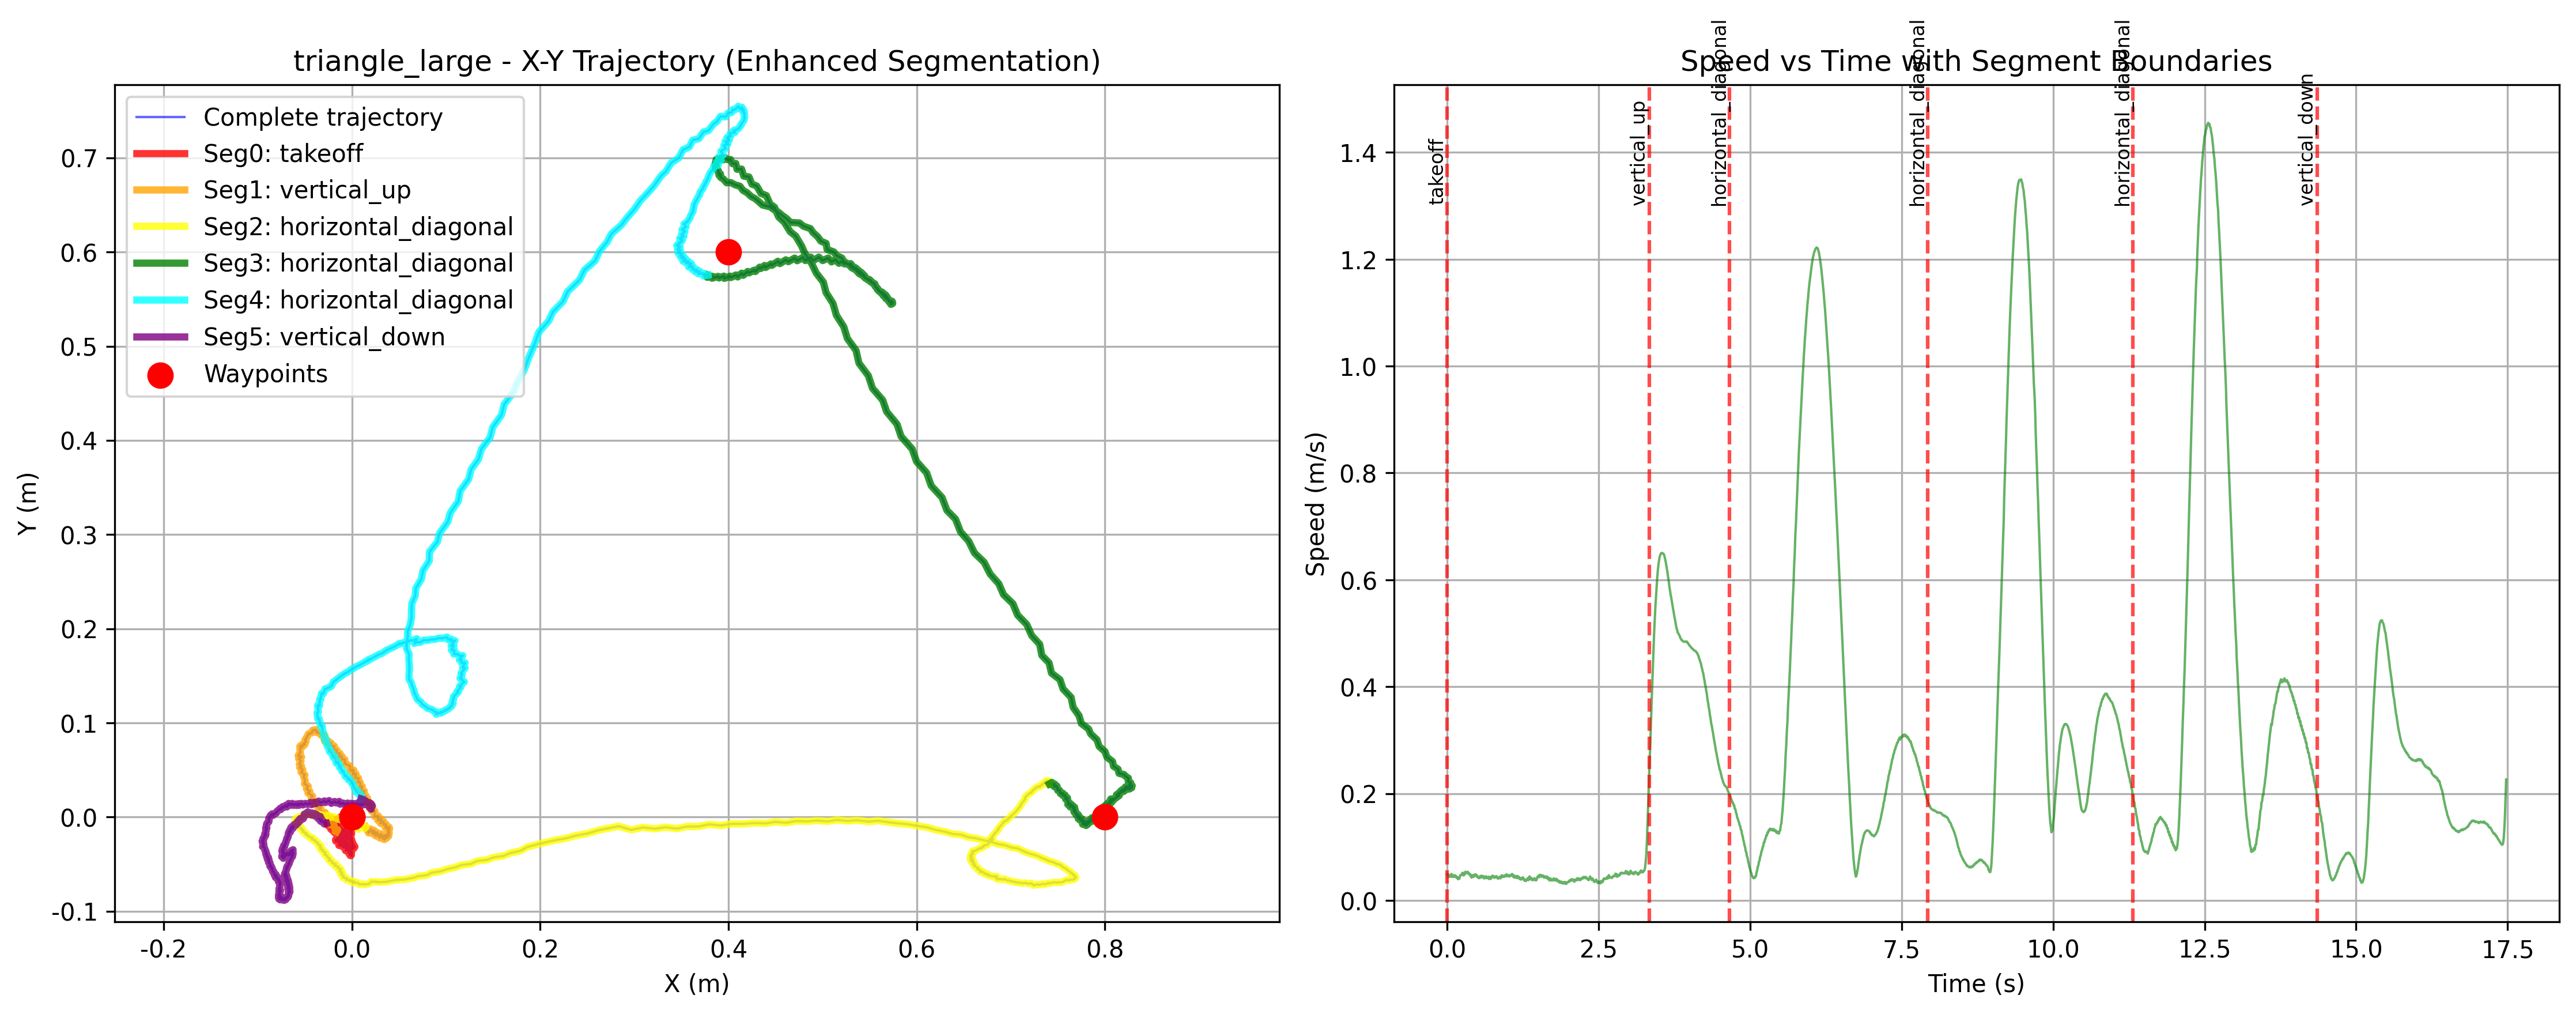 triangle_large - X-Y Trajectory (Enhanced Segmentation)
Complete trajectory
Seg0: takeoff
Seg1: vertical_up
Seg2: horizontal_diagonal
Seg3: horizontal_diagonal
Seg4: horizontal_diagonal
Seg5: vertical_down
Waypoints
0.7
0.6
0.5
0.4
0.3
0.2
0.1
0.0
-0.1
Y (m)
-0.2
0.0
0.2
0.4
0.6
0.8
X (m)
Speed vs Time with Segment Boundaries
takeoff
vertical_up
horizontal_diagonal
horizontal_diagonal
horizontal_diagonal
vertical_down
1.4
1.2
1.0
0.8
0.6
0.4
0.2
0.0
Speed (m/s)
0.0
2.5
5.0
7.5
10.0
12.5
15.0
17.5
Time (s)